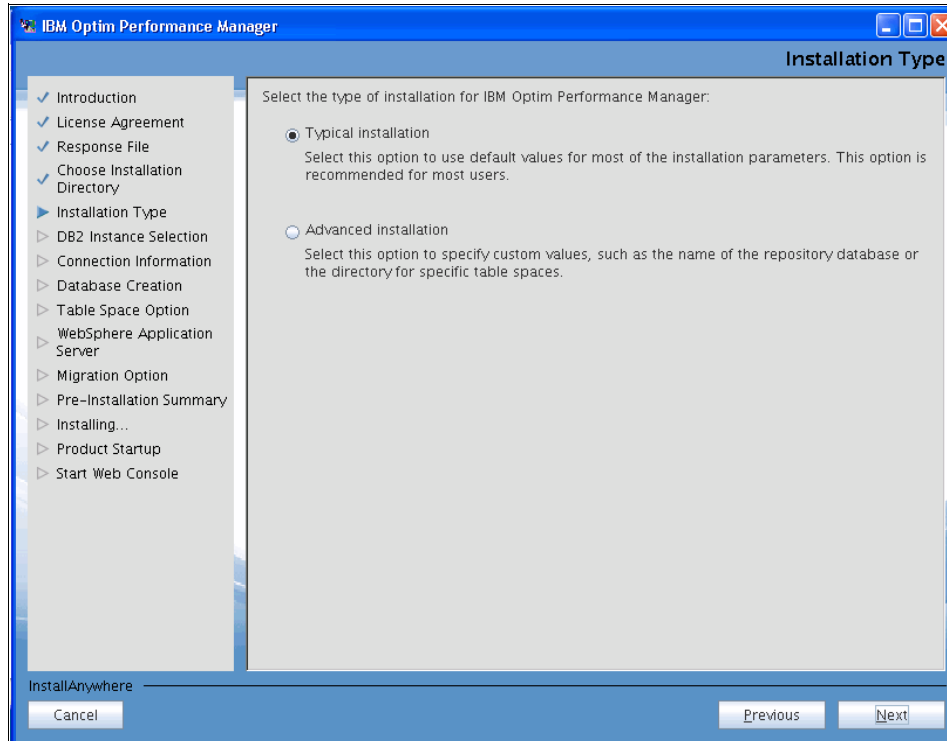 IBM Optim Performance Manager
Installation Type
Introduction
License Agreement
Response File
Choose Installation
Directory
Installation Type
DB2 Instance Selection
Connection Information
Database Creation
Table Space Option
WebSphere Application
Server
Migration Option
Pre-Installation Summary
Installing...
Product Startup
Start Web Console
Select the type of installation for IBM Optim Performance Manager:
Typical installation
Select this option to use default values for most of the installation parameters. This option is
recommended for most users.
Advanced installation
Select this option to specify custom values, such as the name of the repository database or
the directory for specific table spaces.
InstallAnywhere
Cancel
Previous
Next